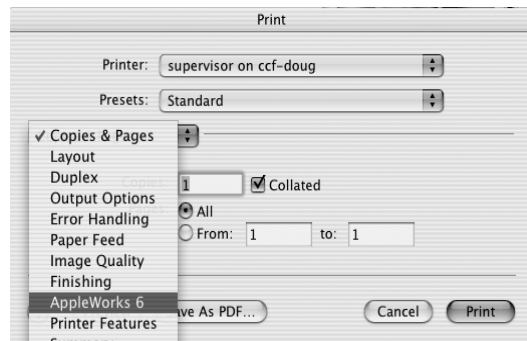 Print
Printer: supervisor on ccf-doug
Presets: Standard
✓ Copies & Pages
Layout
Duplex
Output Options
Error Handling
Paper Feed
Image Quality
Finishing
AppleWorks 6
Printer Features
Summary
1 Collated
All
From: 1 to: 1
ve As PDF...
Cancel
Print